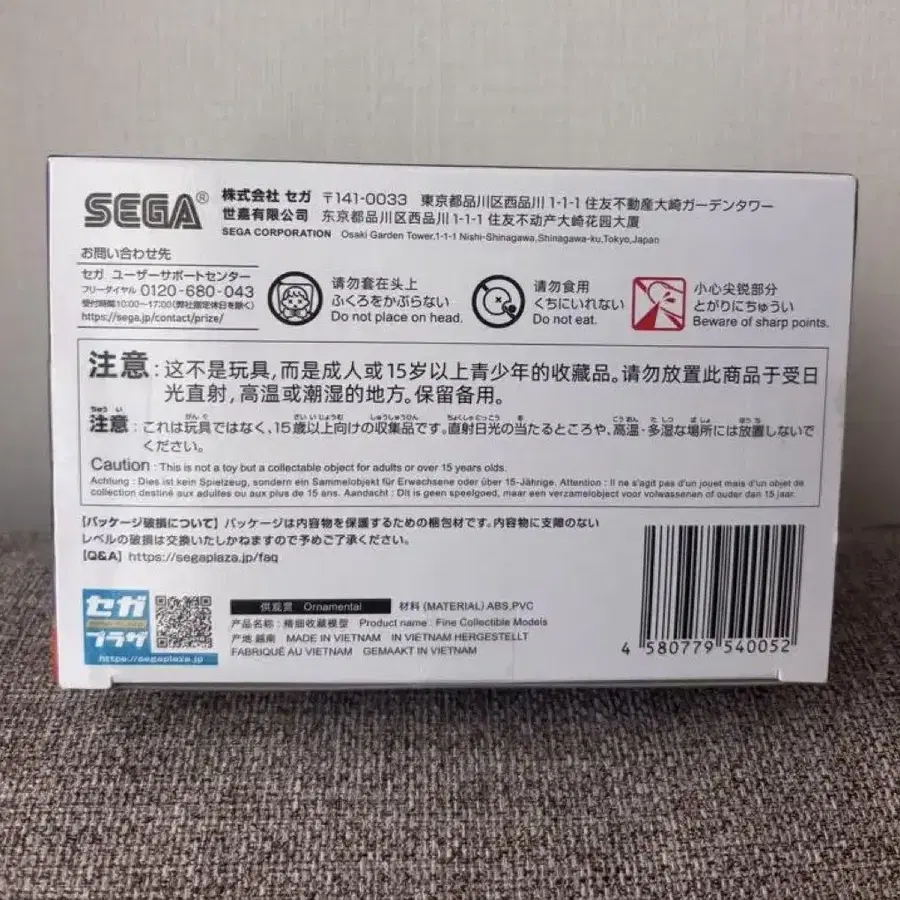 SEGA®
株式会社 セガ 〒141-0033 東京都品川区西品川 1-1-1 住友不動産大崎ガーデンタワー
世嘉有限公司 东京都品川区西品川 1-1-1 住友不动产大崎花园大厦
SEGA CORPORATION Osaki Garden Tower,1-1-1 Nishi-Shinagawa,Shinagawa-ku,Tokyo,Japan
お問い合わせ先
セガ ユーザーサポートセンター
フリーダイヤル 0120-680-043
受付時間10:00〜17:00(弊社指定休日を除く)
https://sega.jp/contact/prize/
请勿套在头上
ふくろをかぶらない
Do not place on head.
请勿食用
くちにいれない
Do not eat.
小心尖锐部分
とがりにちゅうい
Beware of sharp points.
注意：这不是玩具,而是成人或15岁以上青少年的收藏品。请勿放置此商品于受日
光直射,高温或潮湿的地方。保留备用。
注意：これは玩具ではなく、15歳以上向けの収集品です。直射日光の当たるところや、高温・多湿な場所には放置しないで
ください。
Caution : This is not a toy but a collectable object for adults or over 15 years olds.
Achtung : Dies ist kein Spielzeug, sondern ein Sammelobjekt für Erwachsene oder über 15-Jährige. Attention : Il ne s'agit pas d'un jouet mais d'un objet de
collection destiné aux adultes ou aux plus de 15 ans. Aandacht : Dit is geen speelgoed, maar een verzamelobject voor volwassenen of ouder dan 15 jaar.
【パッケージ破損について】パッケージは内容物を保護するための梱包材です。内容物に支障のない
レベルの破損は交換いたしかねますので予めご了承ください。
【Q&A】https://segaplaza.jp/faq
セガ
プラザ
https://segaplaza.jp
供观赏 Ornamental 材料 (MATERIAL) ABS,PVC
产品名称：精细收藏模型 Product name : Fine Collectible Models
产地 越南 MADE IN VIETNAM IN VIETNAM HERGESTELLT
FABRIQUÉ AU VIETNAM GEMAAKT IN VIETNAM
4 580779 540052